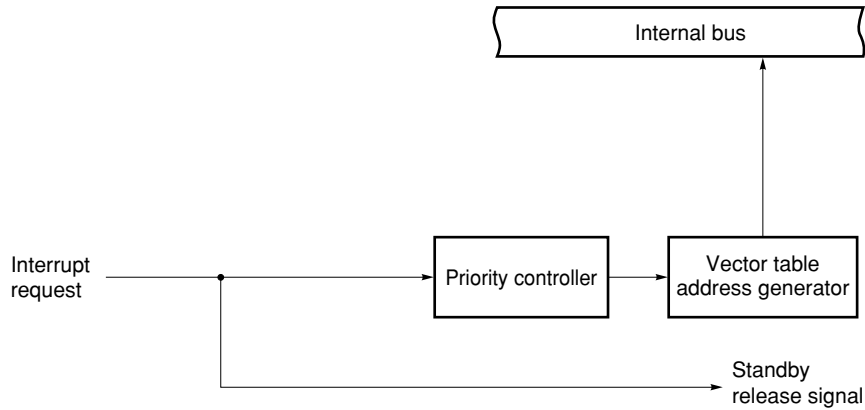 Internal bus
Interrupt
request
Priority controller
Vector table
address generator
Standby
release signal